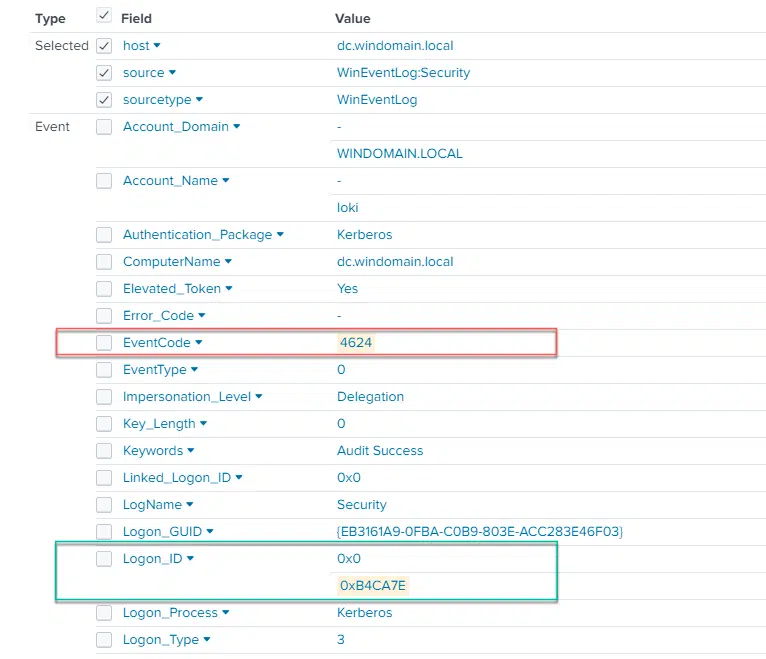 Type Field Value
Selected host dc.windomain.local
source WinEventLog:Security
sourcetype WinEventLog
Event Account_Domain -
WINDOMAIN.LOCAL
Account_Name -
loki
Authentication_Package Kerberos
ComputerName dc.windomain.local
Elevated_Token Yes
Error_Code -
EventCode 4624
EventType 0
Impersonation_Level Delegation
Key_Length 0
Keywords Audit Success
Linked_Logon_ID 0x0
LogName Security
Logon_GUID {EB3161A9-0FBA-C0B9-803E-ACC283E46F03}
Logon_ID 0x0
0xB4CA7E
Logon_Process Kerberos
Logon_Type 3